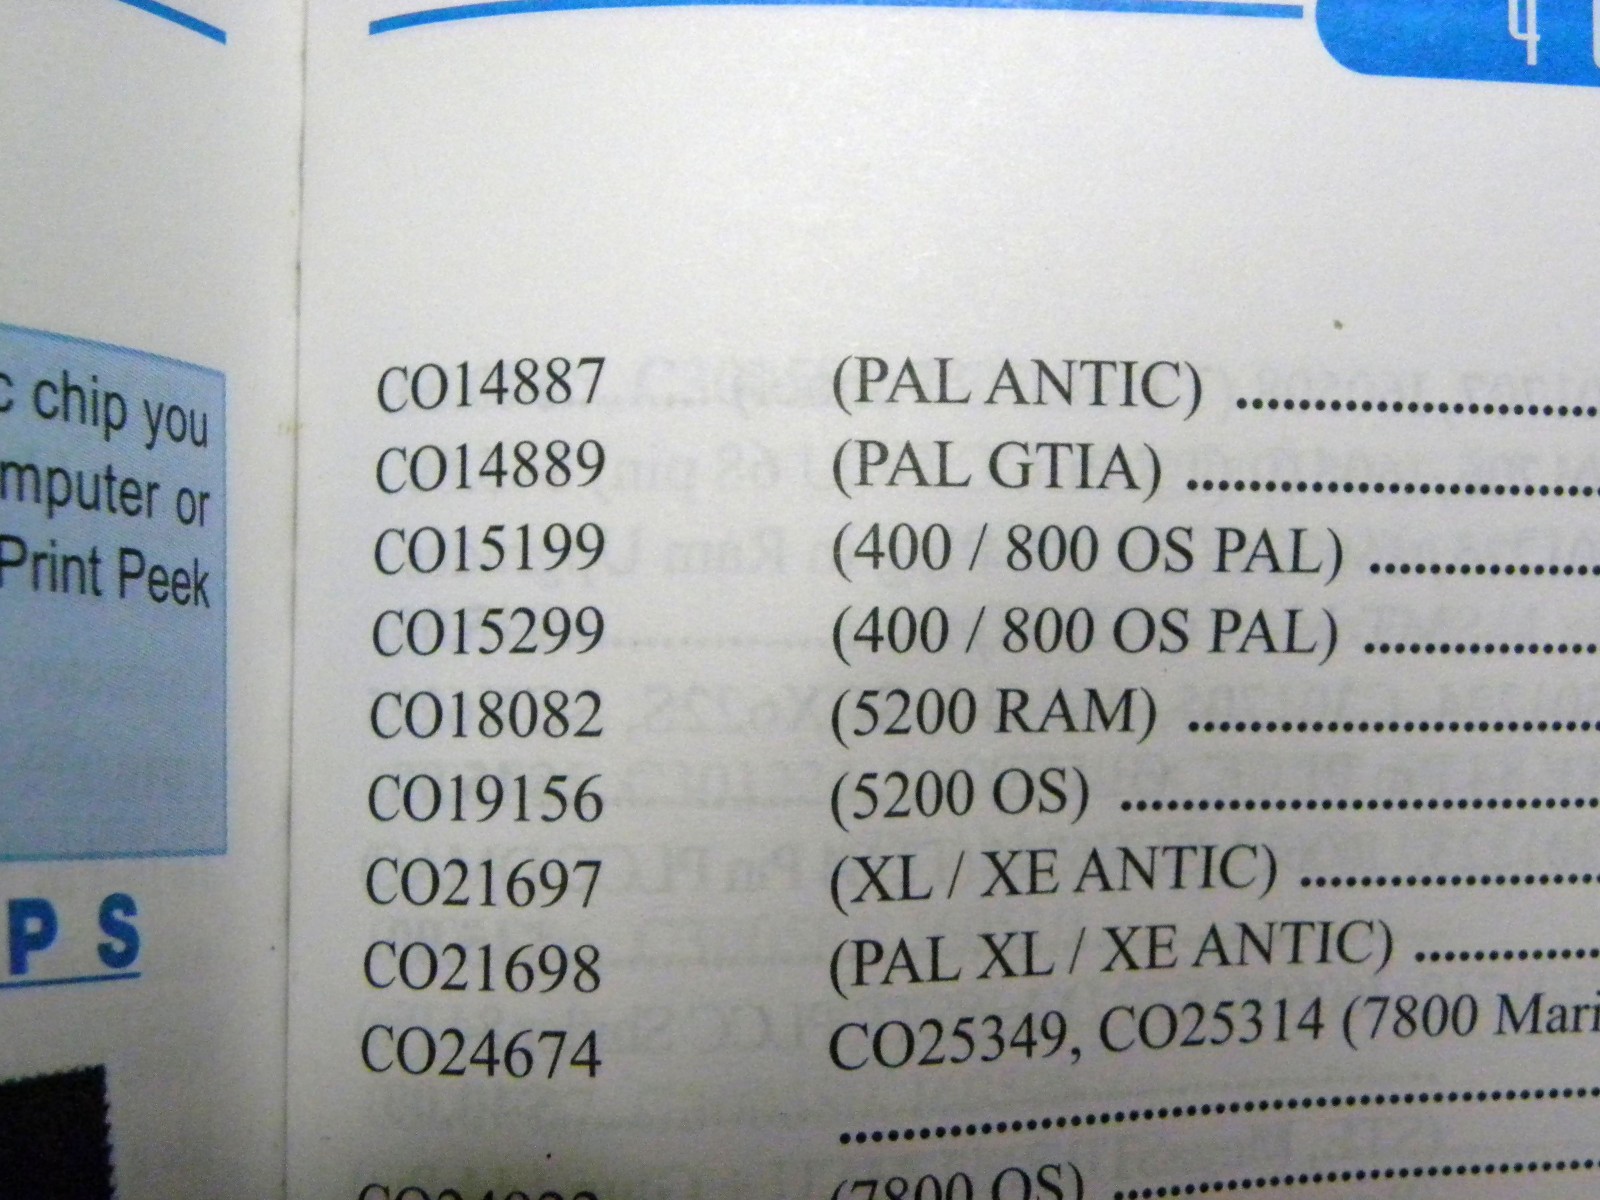 c chip you
mputer or
Print Peek
P S
4
CO14887 (PAL ANTIC) ..................
CO14889 (PAL GTIA) ..................
CO15199 (400 / 800 OS PAL) ..................
CO15299 (400 / 800 OS PAL) ..................
CO18082 (5200 RAM) ..................
CO19156 (5200 OS) ..................
CO21697 (XL / XE ANTIC) ..................
CO21698 (PAL XL / XE ANTIC) ..................
CO24674 CO25349, CO25314 (7800 Mari
..................
(7800 OS) ..................